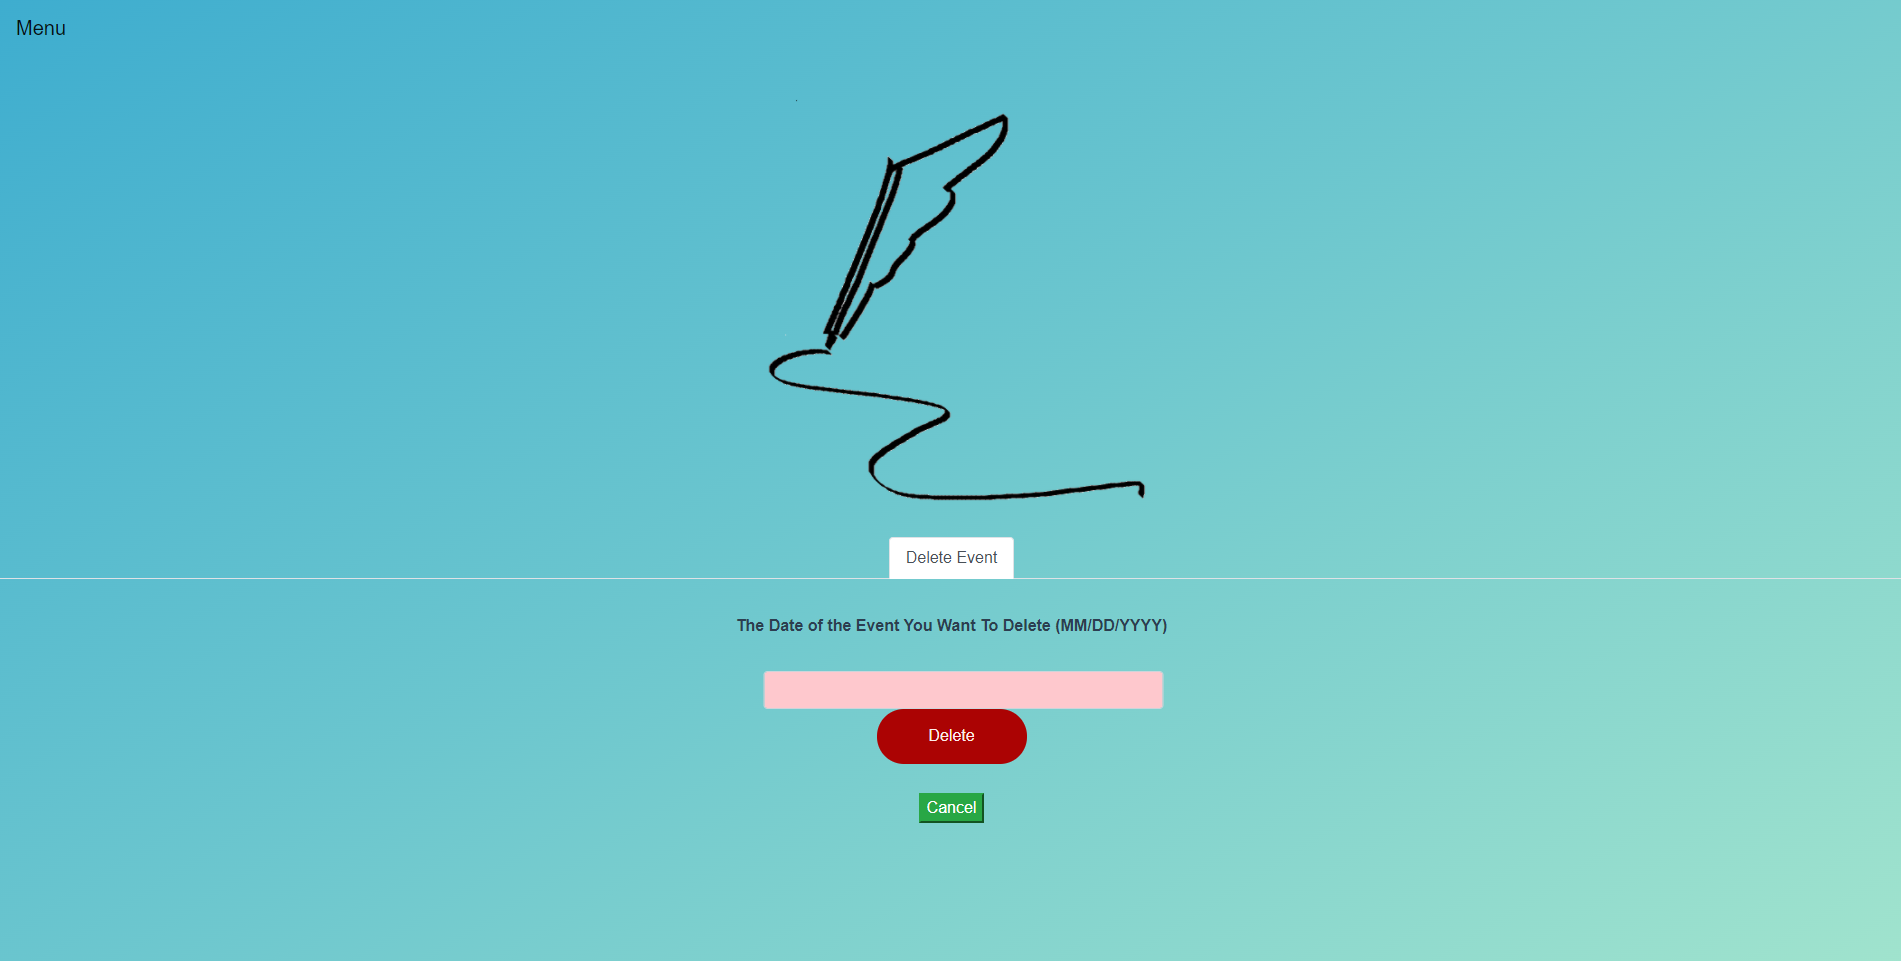 Menu
Delete Event
The Date of the Event You Want To Delete (MM/DD/YYYY)
Delete
Cancel